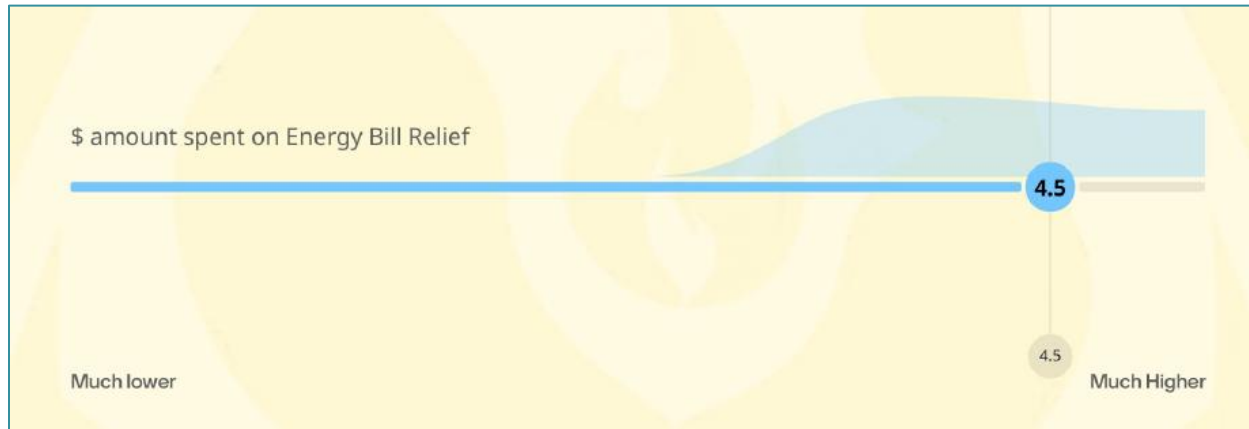 $ amount spent on Energy Bill Relief
4.5
4.5
Much lower
Much Higher